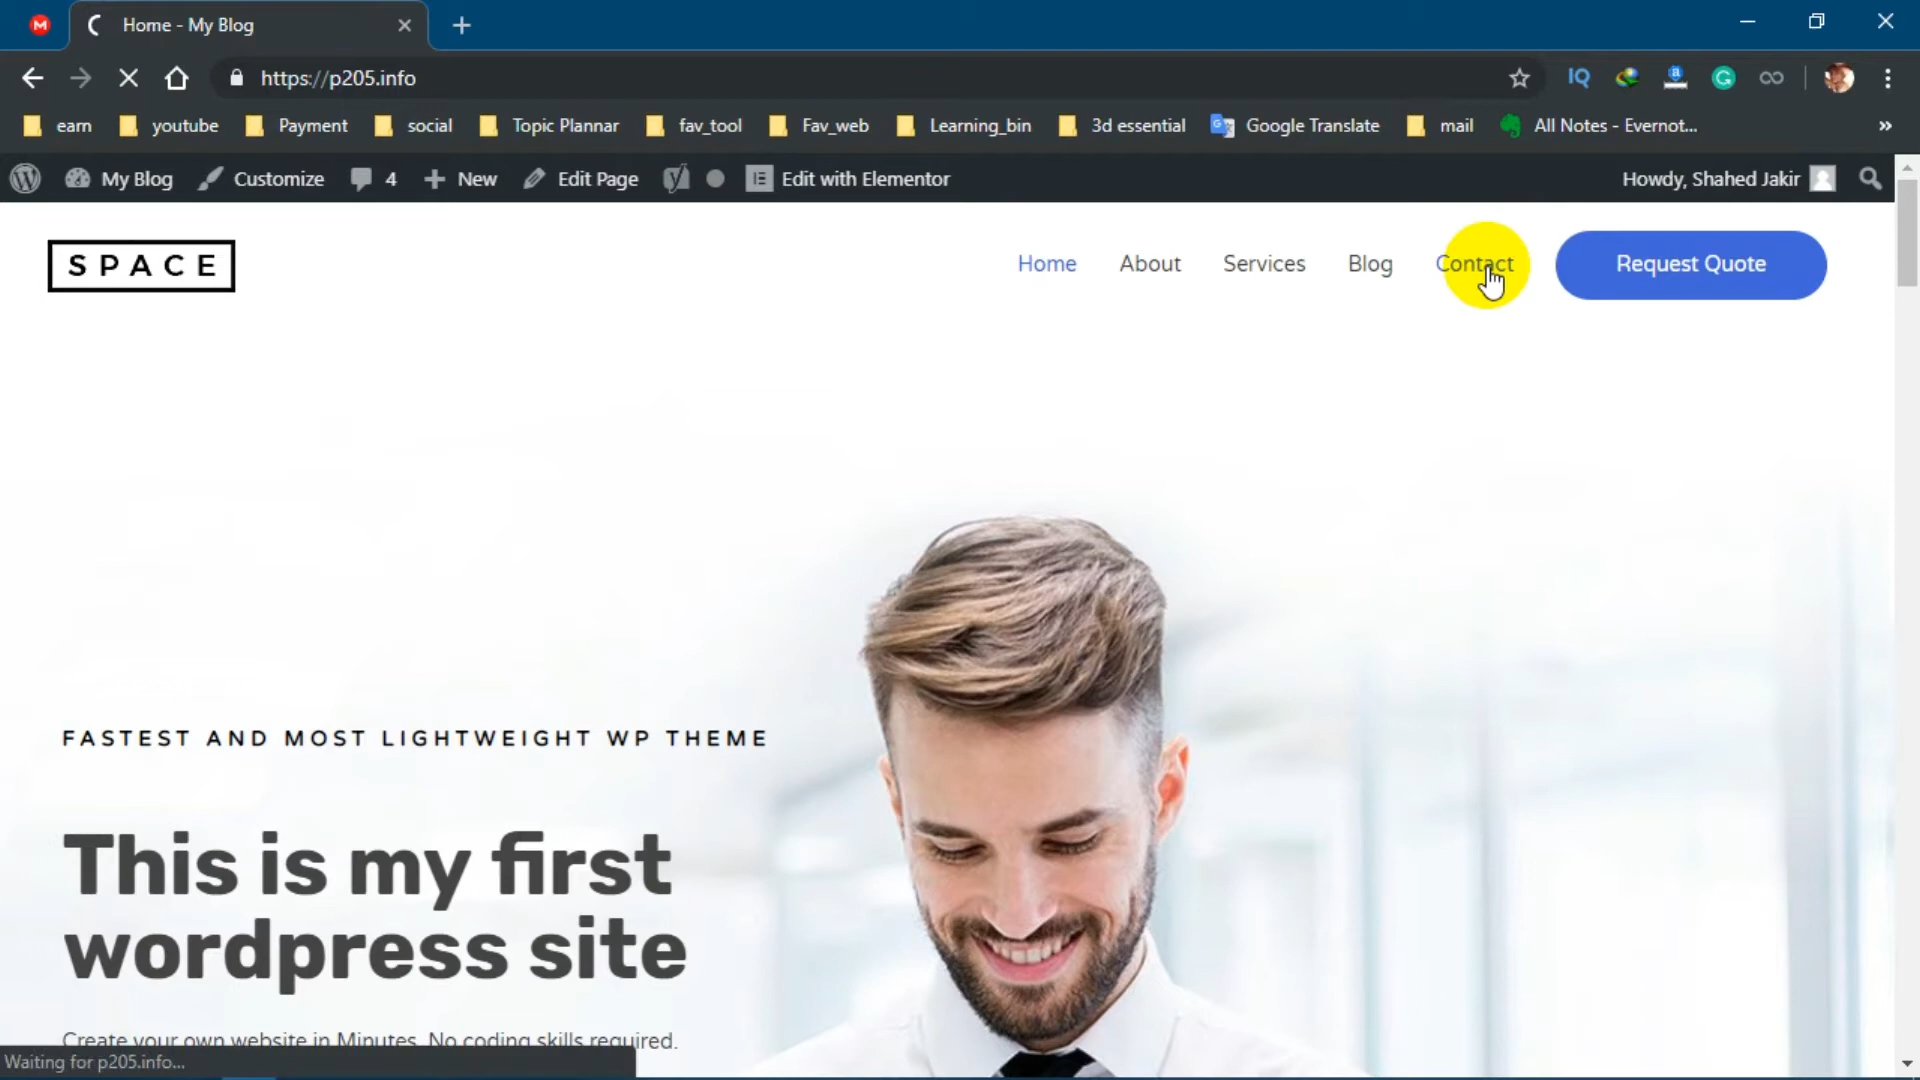 Home - My Blog
https://p205.info
earn youtube Payment social Topic Plannar fav_tool Fav_web Learning_bin 3d essential Google Translate mail All Notes - Evernot... »
My Blog Customize 4 New Edit Page Edit with Elementor Howdy, Shahed Jakir
SPACE Home About Services Blog Contact Request Quote
FASTEST AND MOST LIGHTWEIGHT WP THEME
This is my first
wordpress site
Create your own website in Minutes. No coding skills required.
Waiting for p205.info...